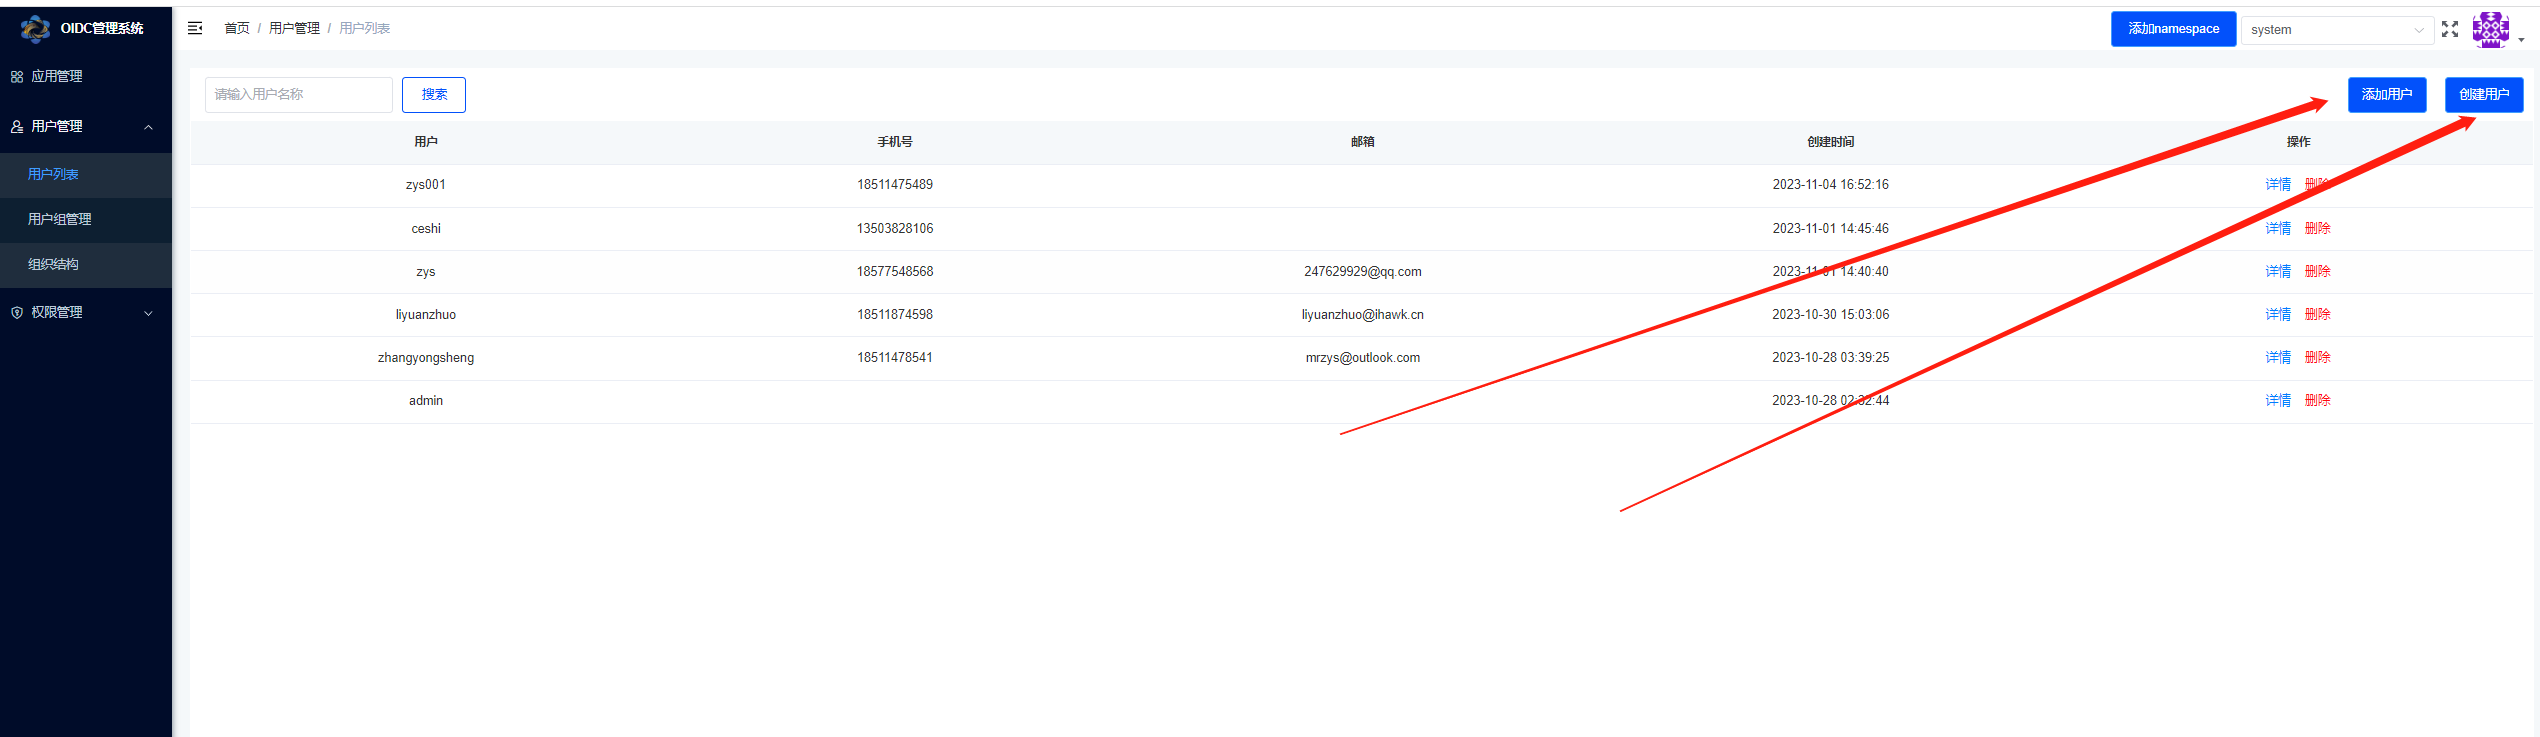 OIDC管理系统
首页 / 用户管理 / 用户列表
添加namespace
system
应用管理
用户管理
用户列表
用户组管理
组织结构
权限管理
请输入用户名称 搜索 添加用户 创建用户
用户 手机号 邮箱 创建时间 操作
zys001 18511475489 2023-11-04 16:52:16 详情 删除
ceshi 13503828106 2023-11-01 14:45:46 详情 删除
zys 18577548568 247629929@qq.com 2023-11-01 14:40:40 详情 删除
liyuanzhuo 18511874598 liyuanzhuo@ihawk.cn 2023-10-30 15:03:06 详情 删除
zhangyongsheng 18511478541 mrzys@outlook.com 2023-10-28 03:39:25 详情 删除
admin 2023-10-28 02:32:44 详情 删除